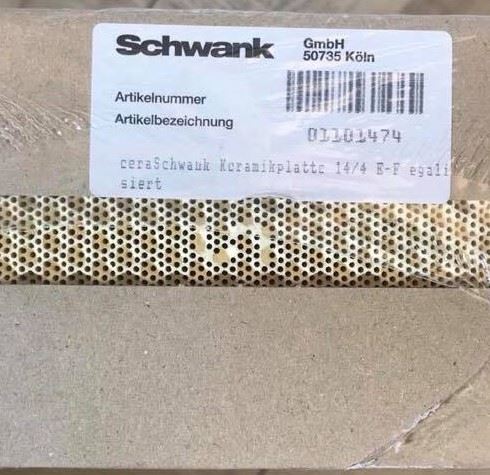 Schwank
GmbH
50735 Köln
Artikelnummer
Artikelbezeichnung
01101474
ceraSchwank Keramikplatte 14/4 E-F egali
siert